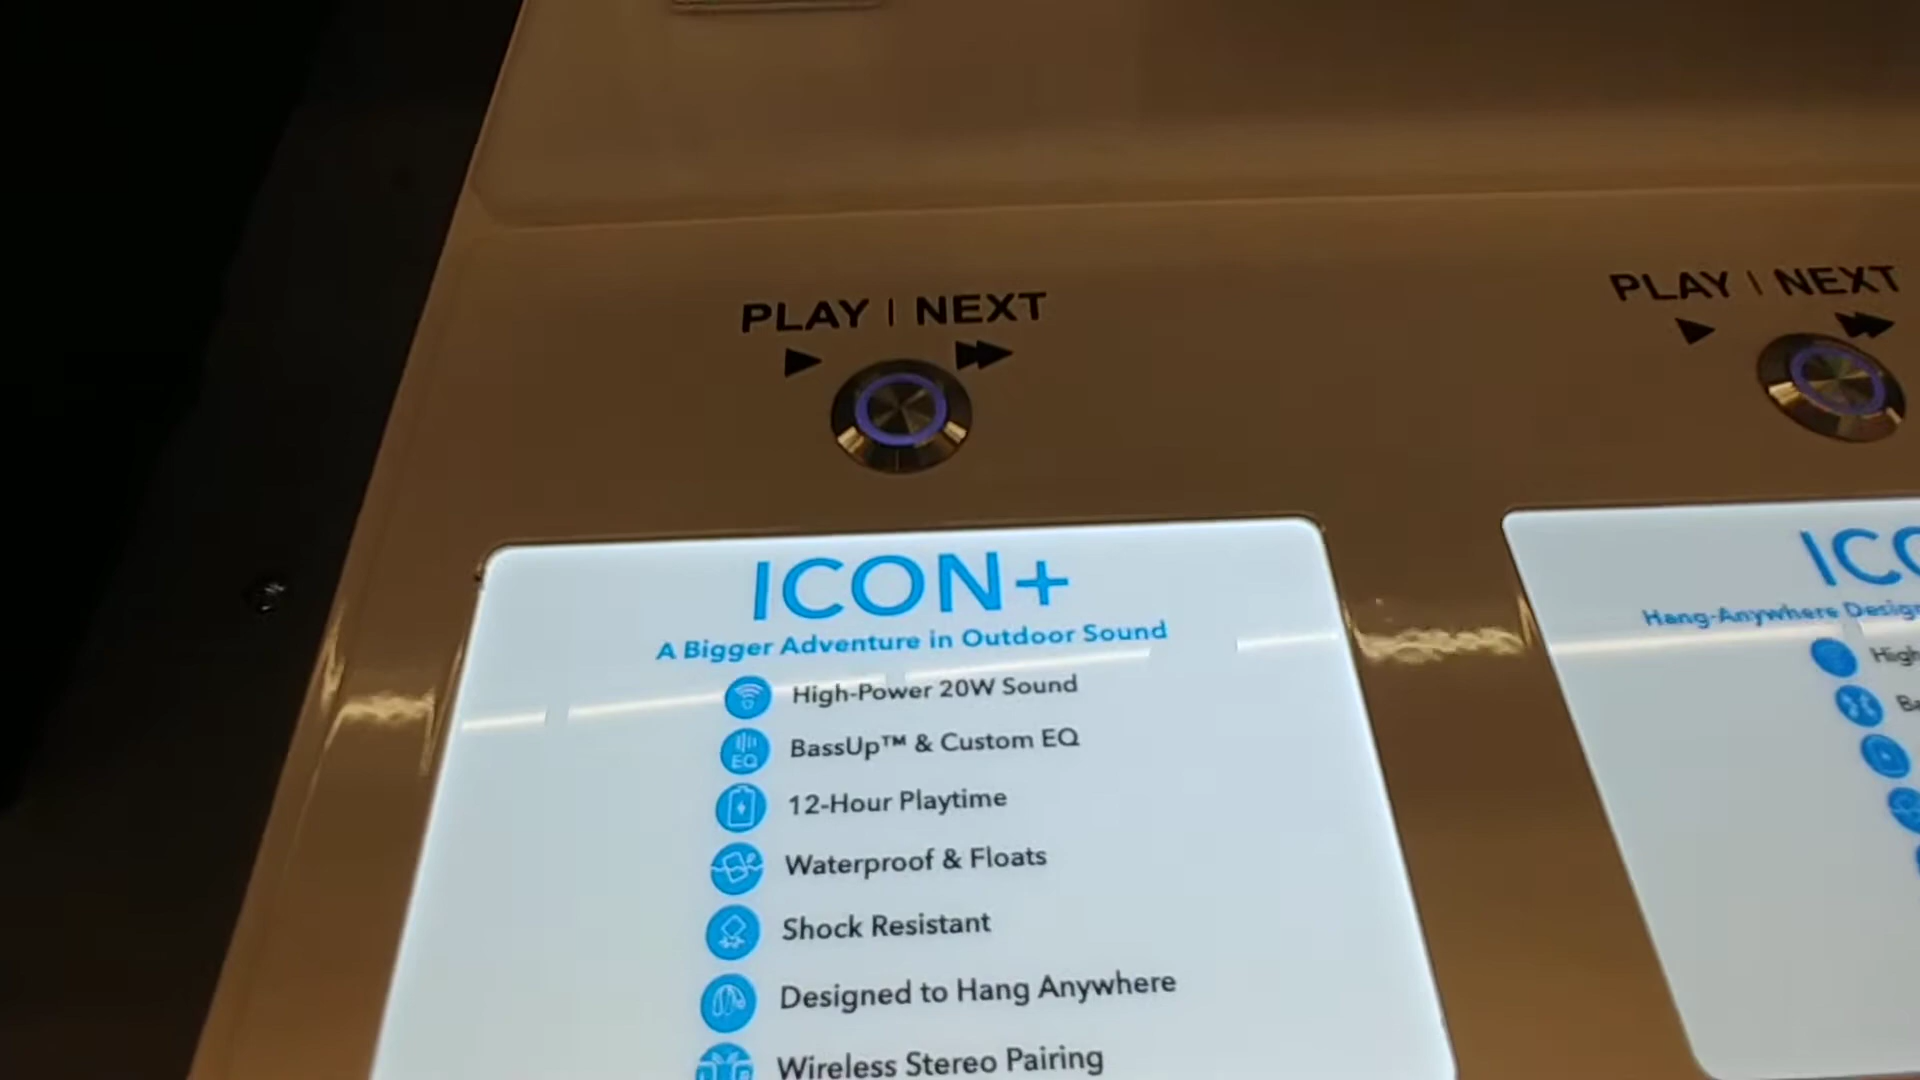 PLAY | NEXT
PLAY | NEXT
ICON+
A Bigger Adventure in Outdoor Sound
High-Power 20W Sound
EQ
BassUp™ & Custom EQ
12-Hour Playtime
Waterproof & Floats
Shock Resistant
Designed to Hang Anywhere
Wireless Stereo Pairing
Hang-Anywhere